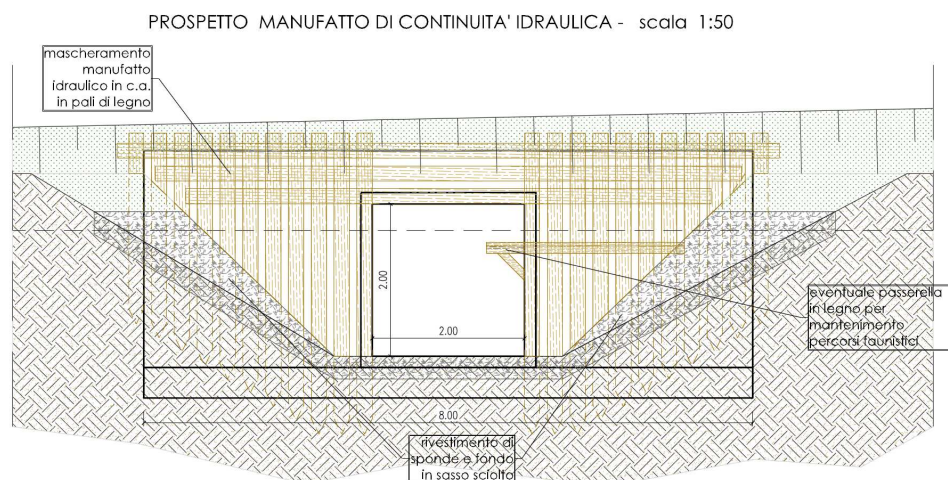 PROSPETTO MANUFATTO DI CONTINUITA' IDRAULICA - scala 1:50
mascheramento
manufatto
idraulico in c.a.
in pali di legno
2.00
2.00
eventuale passerella
in legno per
mantenimento
percorsi faunistici
8.00
rivestimento di
sponde e fondo
in sasso sciolto